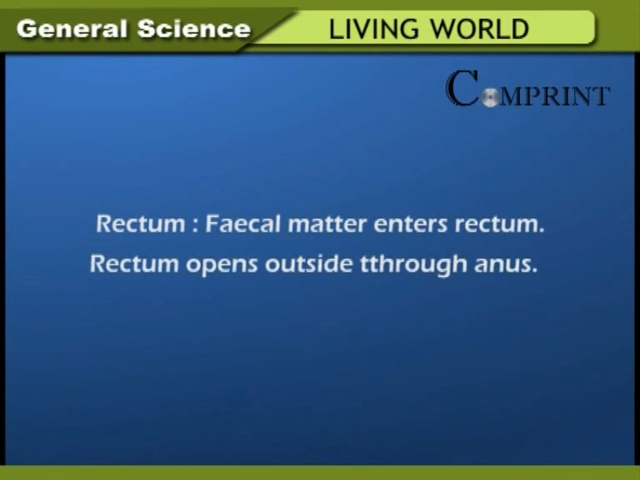 General Science
LIVING WORLD
COMPRINT
Rectum : Faecal matter enters rectum.
Rectum opens outside tthrough anus.